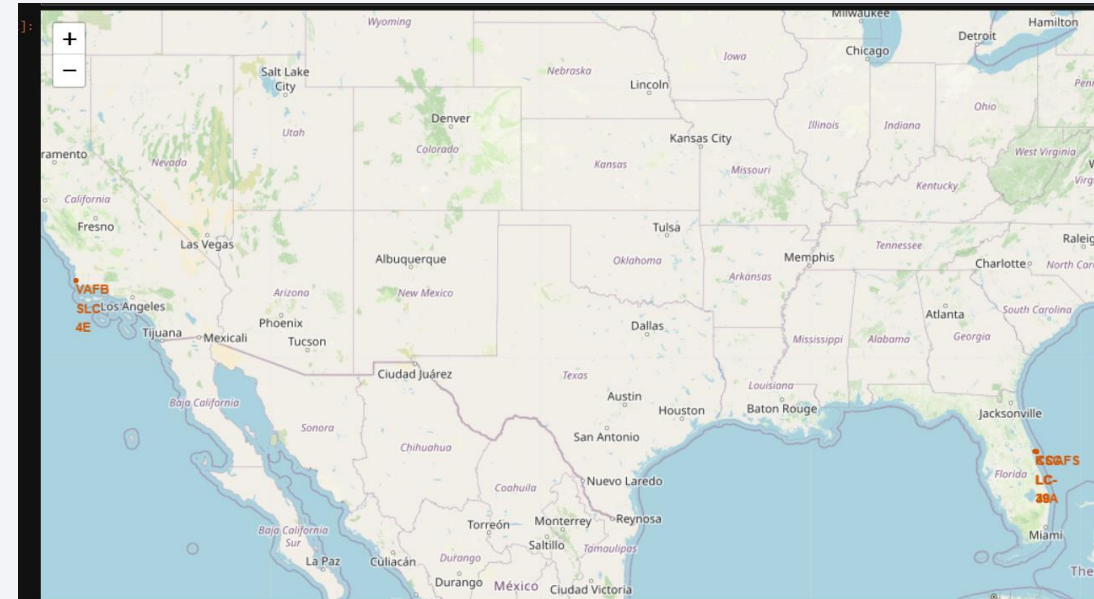 ]:
+
−
Wyoming
Milwaukee
Hamilton
Detroit
Chicago
Iowa
Salt Lake
City
Nebraska
Lincoln
Ohio
Denver
Utah
Colorado
Illinois
Indiana
Kansas City
ramento
Nevada
Kansas
Missouri
West Virginia
Kentucky
California
Fresno
Las Vegas
Tulsa
Raleig
Albuquerque
Oklahoma
Memphis
Tennessee
Charlotte
North Car
Arkansas
VAFB
SLC-
4E
Los Angeles
Arizona
New Mexico
Phoenix
Atlanta
South Carolina
Tijuana
Mexicali
Tucson
Dallas
Mississippi
Alabama
Georgia
Ciudad Juárez
Texas
Louisiana
Baja California
Austin
Houston
Baton Rouge
Jacksonville
Sonora
San Antonio
Chihuahua
Florida
LC-
Coahuila
Nuevo Laredo
Torreón
Monterrey
Reynosa
Baja California
Sur
Saltillo
Tamaulipas
Miami
La Paz
Culiacán
Durango
Durango
México
Ciudad Victoria
The